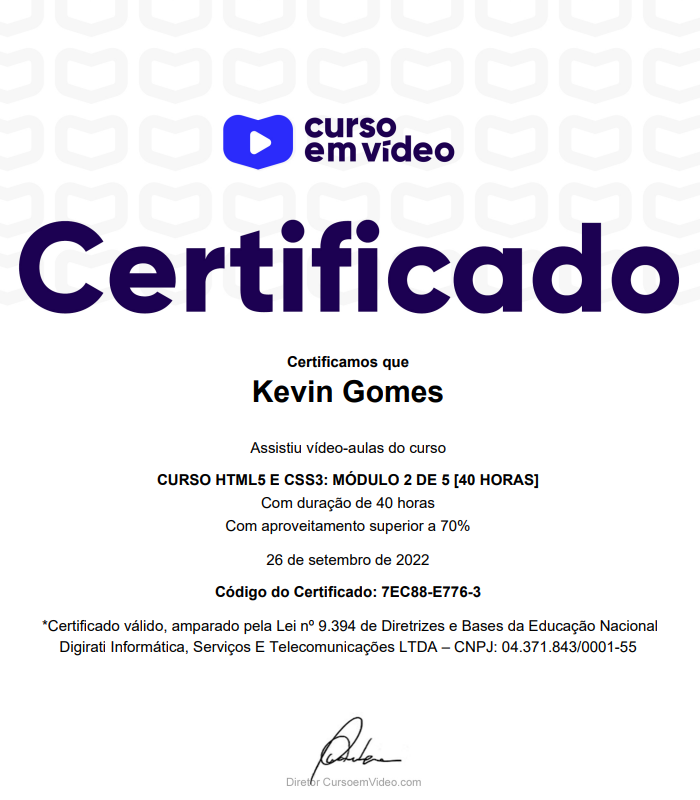 curso
em vídeo
Certificado
Certificamos que
Kevin Gomes
Assistiu vídeo-aulas do curso
CURSO HTML5 E CSS3: MÓDULO 2 DE 5 [40 HORAS]
Com duração de 40 horas
Com aproveitamento superior a 70%
26 de setembro de 2022
Código do Certificado: 7EC88-E776-3
*Certificado válido, amparado pela Lei nº 9.394 de Diretrizes e Bases da Educação Nacional
Digirati Informática, Serviços E Telecomunicações LTDA – CNPJ: 04.371.843/0001-55
Diretor CursoemVideo.com